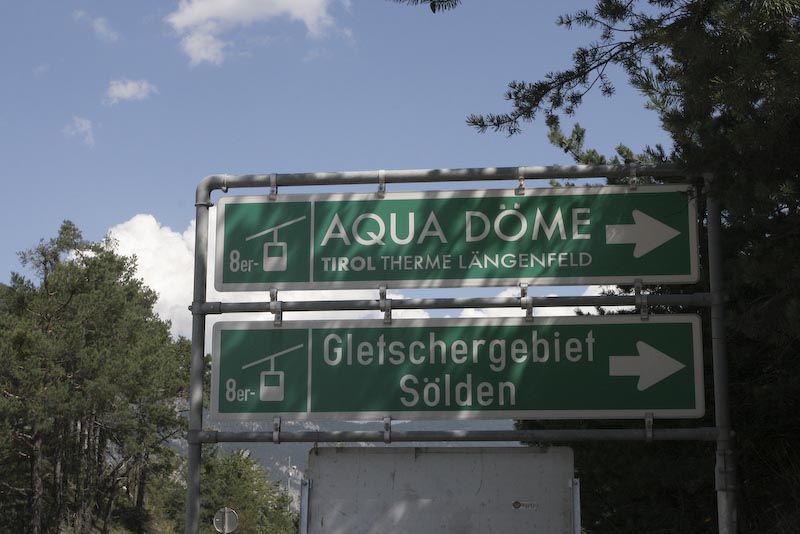 8er-
AQUA DÖME
TIROL THERME LÄNGENFELD
8er-
Gletschergebiet
Sölden